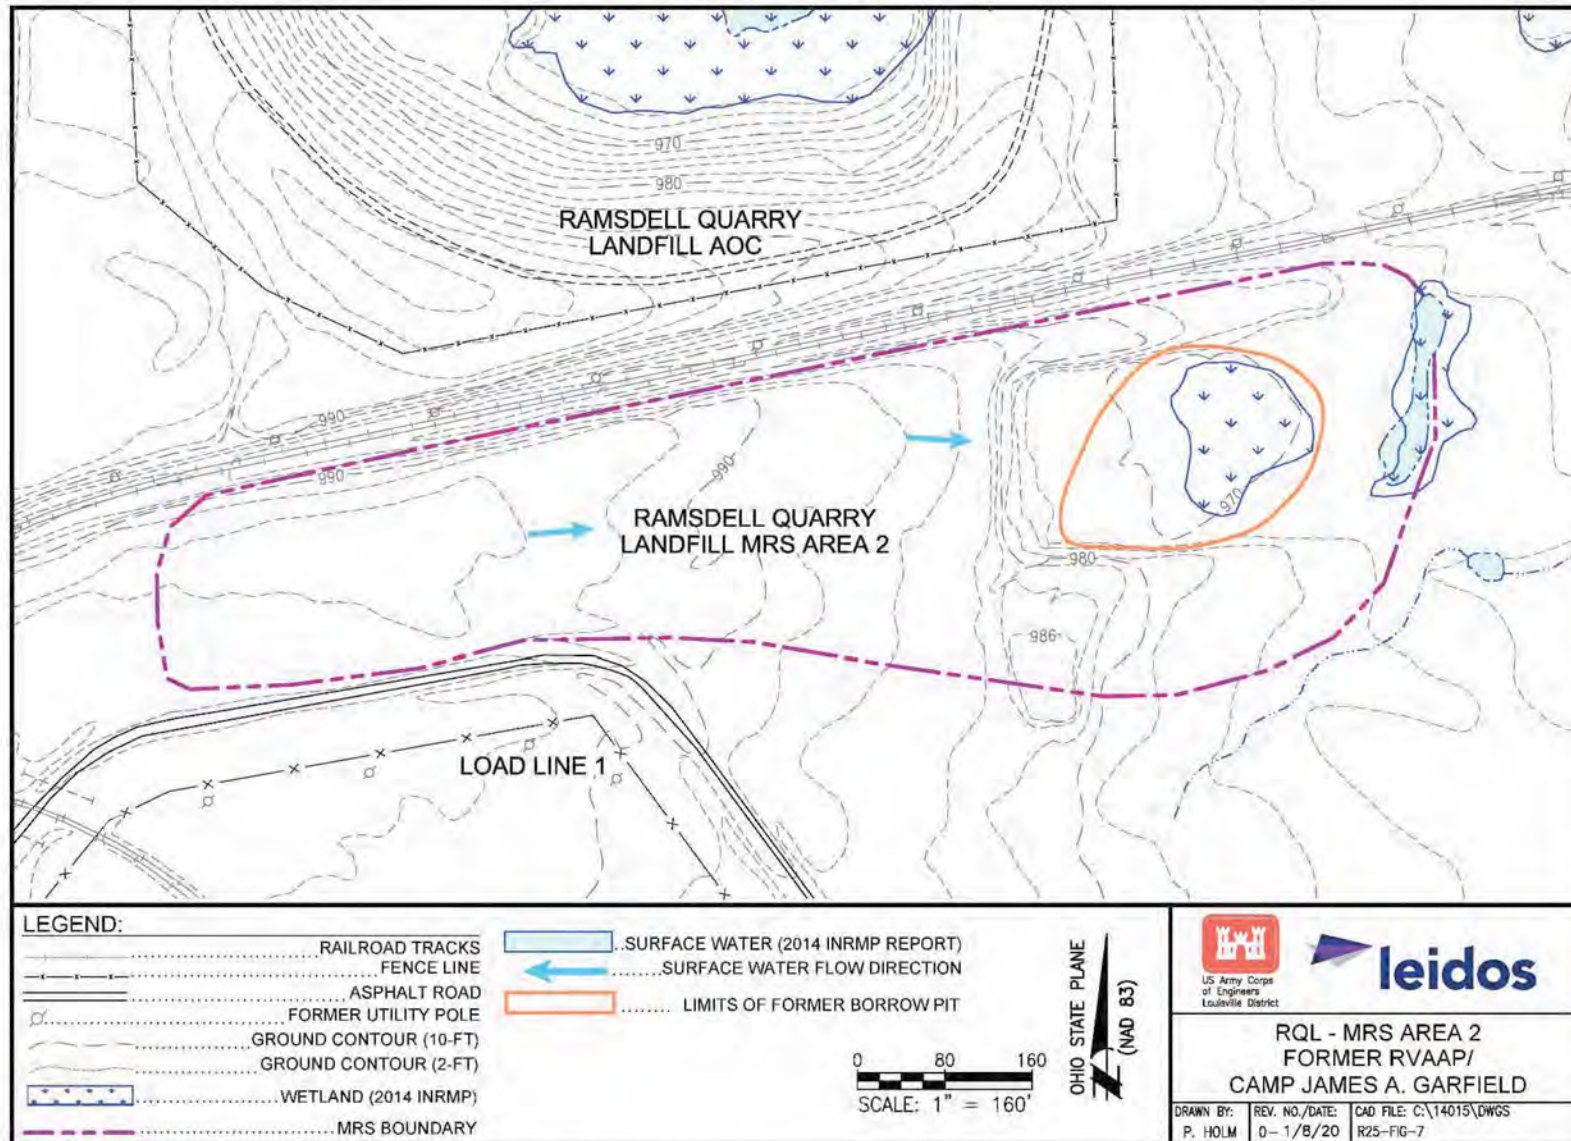 970
980
RAMSDELL QUARRY
LANDFILL AOC
990
990
990
RAMSDELL QUARRY
LANDFILL MRS AREA 2
970
980
986
LOAD LINE 1
LEGEND:
RAILROAD TRACKS
FENCE LINE
ASPHALT ROAD
FORMER UTILITY POLE
GROUND CONTOUR (10-FT)
GROUND CONTOUR (2-FT)
WETLAND (2014 INRMP)
MRS BOUNDARY
SURFACE WATER (2014 INRMP REPORT)
SURFACE WATER FLOW DIRECTION
LIMITS OF FORMER BORROW PIT
0 80 160
SCALE: 1" = 160'
OHIO STATE PLANE
(NAD 83)
US Army Corps
of Engineers
Louisville District
leidos
RQL - MRS AREA 2
FORMER RVAAP/
CAMP JAMES A. GARFIELD
DRAWN BY: REV. NO./DATE: CAD FILE: C:\14015\DWGS
P. HOLM 0- 1/8/20 R25-FIG-7